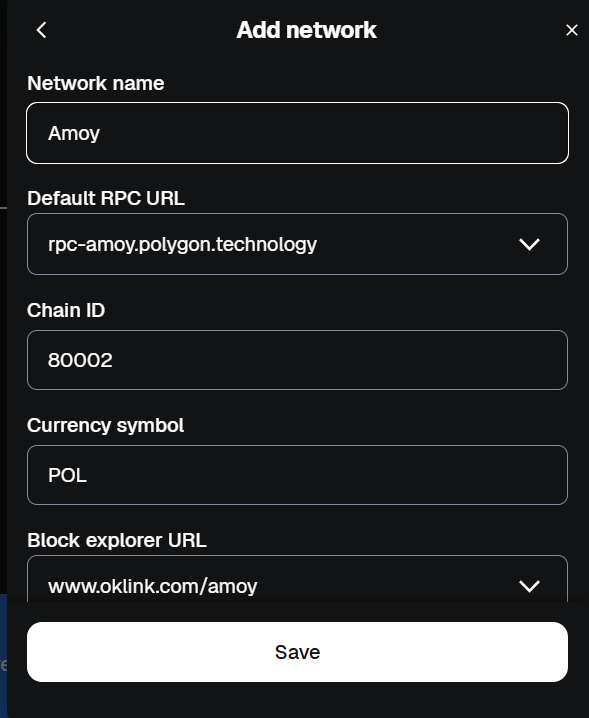 Add network
Network name
Amoy
Default RPC URL
rpc-amoy.polygon.technology
Chain ID
80002
Currency symbol
POL
Block explorer URL
www.oklink.com/amoy
Save